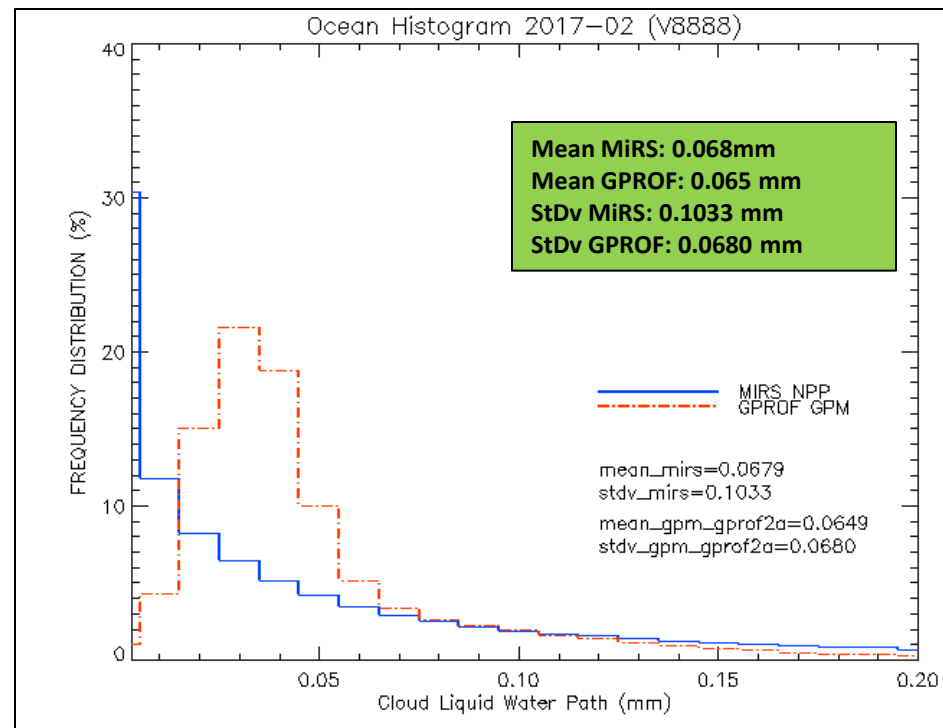 Ocean Histogram 2017-02 (V8888)
40
30
20
10
0
FREQUENCY DISTRIBUTION (%)
Mean MiRS: 0.068mm
Mean GPROF: 0.065 mm
StDv MiRS: 0.1033 mm
StDv GPROF: 0.0680 mm
MIRS NPP
GPROF GPM
mean_mirs=0.0679
stdv_mirs=0.1033
mean_gpm_gprof2a=0.0649
stdv_gpm_gprof2a=0.0680
0.05 0.10 0.15 0.20
Cloud Liquid Water Path (mm)